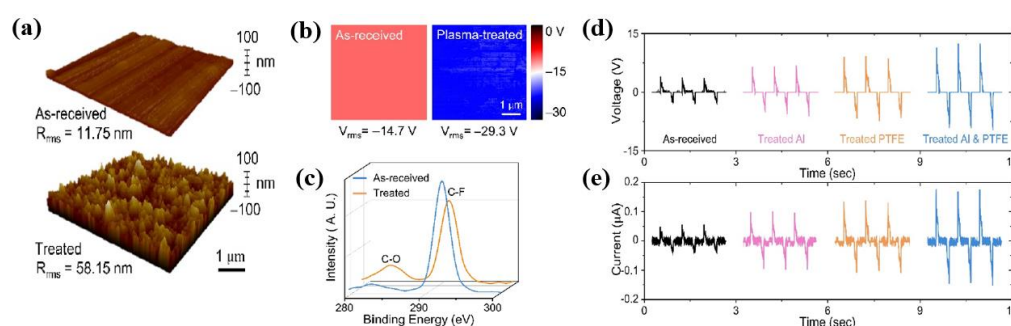 (a)
100
nm
-100
As-received
Rrms = 11.75 nm
100
nm
-100
Treated
Rrms = 58.15 nm
1 μm
(b)
As-received
Plasma-treated
1 μm
0 V
-15
-30
Vrms= -14.7 V
Vrms= -29.3 V
(c)
As-received
Treated
C-F
C-O
Intensity ( A. U.)
280
290
300
Binding Energy (eV)
(d)
Voltage (V)
15
0
-15
As-received
Treated Al
Treated PTFE
Treated Al & PTFE
0
3
6
9
Time (sec)
(e)
Current (μA)
0.2
0.1
0.0
-0.1
-0.2
0
3
6
9
Time (sec)